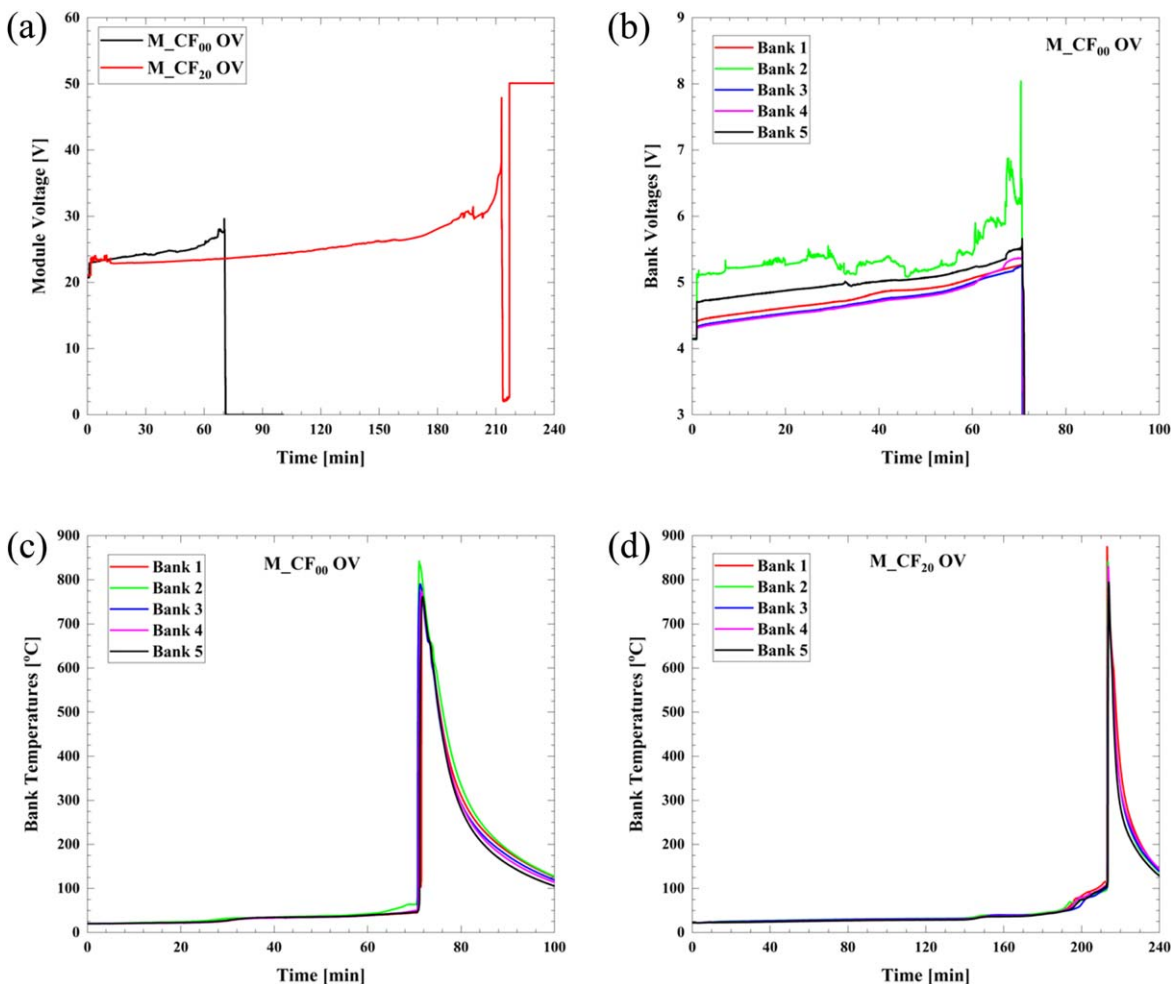 (a)
M_CF₀₀ OV
M_CF₂₀ OV
Module Voltage [V]
60
50
40
30
20
10
0
0 30 60 90 120 150 180 210 240
Time [min]
(b)
M_CF₀₀ OV
Bank 1
Bank 2
Bank 3
Bank 4
Bank 5
Bank Voltages [V]
9
8
7
6
5
4
3
0 20 40 60 80 100
Time [min]
(c)
M_CF₀₀ OV
Bank 1
Bank 2
Bank 3
Bank 4
Bank 5
Bank Temperatures [ºC]
900
800
700
600
500
400
300
200
100
0
0 20 40 60 80 100
Time [min]
(d)
M_CF₂₀ OV
Bank 1
Bank 2
Bank 3
Bank 4
Bank 5
Bank Temperatures [ºC]
900
800
700
600
500
400
300
200
100
0
0 40 80 120 160 200 240
Time [min]